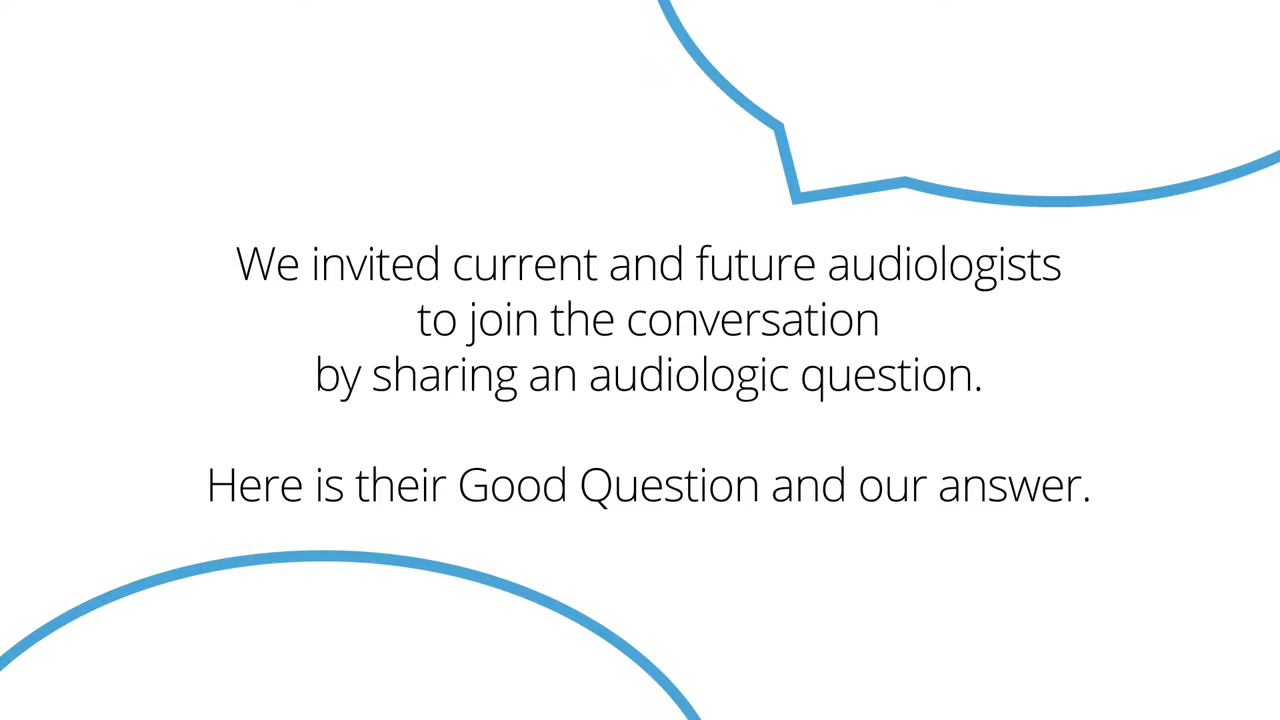 We invited current and future audiologists
to join the conversation
by sharing an audiologic question.
Here is their Good Question and our answer.